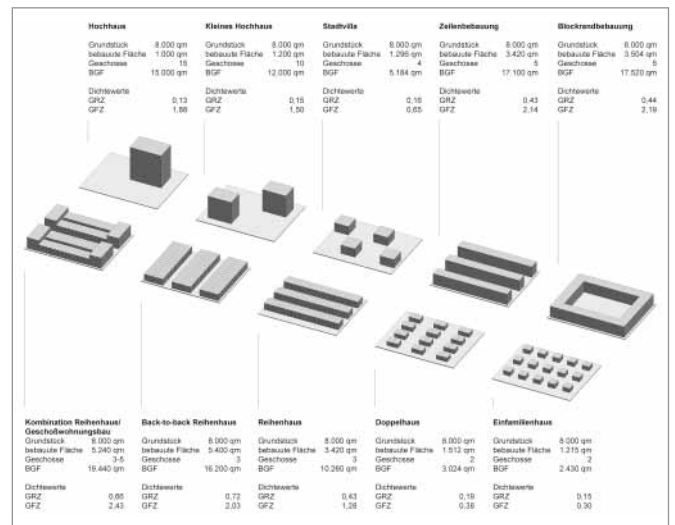 Hochhaus
Grundstück 8.000 qm
bebaute Fläche 1.000 qm
Geschosse 15
BGF 15.000 qm
Dichtewerte
GRZ 0,13
GFZ 1,88
Kleines Hochhaus
Grundstück 8.000 qm
bebaute Fläche 1.200 qm
Geschosse 10
BGF 12.000 qm
Dichtewerte
GRZ 0,15
GFZ 1,50
Stadtvilla
Grundstück 8.000 qm
bebaute Fläche 1.295 qm
Geschosse 4
BGF 5.184 qm
Dichtewerte
GRZ 0,16
GFZ 0,65
Zeilenbebauung
Grundstück 8.000 qm
bebaute Fläche 3.420 qm
Geschosse 5
BGF 17.100 qm
Dichtewerte
GRZ 0,43
GFZ 2,14
Blockrandbebauung
Grundstück 8.000 qm
bebaute Fläche 3.504 qm
Geschosse 5
BGF 17.520 qm
Dichtewerte
GRZ 0,44
GFZ 2,19
Kombination Reihenhaus/
Geschoßwohnungsbau
Grundstück 8.000 qm
bebaute Fläche 5.240 qm
Geschosse 3-5
BGF 19.440 qm
Dichtewerte
GRZ 0,66
GFZ 2,43
Back-to-back Reihenhaus
Grundstück 8.000 qm
bebaute Fläche 5.400 qm
Geschosse 3
BGF 16.200 qm
Dichtewerte
GRZ 0,72
GFZ 2,03
Reihenhaus
Grundstück 8.000 qm
bebaute Fläche 3.420 qm
Geschosse 3
BGF 10.260 qm
Dichtewerte
GRZ 0,43
GFZ 1,28
Doppelhaus
Grundstück 8.000 qm
bebaute Fläche 1.512 qm
Geschosse 2
BGF 3.024 qm
Dichtewerte
GRZ 0,19
GFZ 0,38
Einfamilienhaus
Grundstück 8.000 qm
bebaute Fläche 1.215 qm
Geschosse 2
BGF 2.430 qm
Dichtewerte
GRZ 0,15
GFZ 0,30